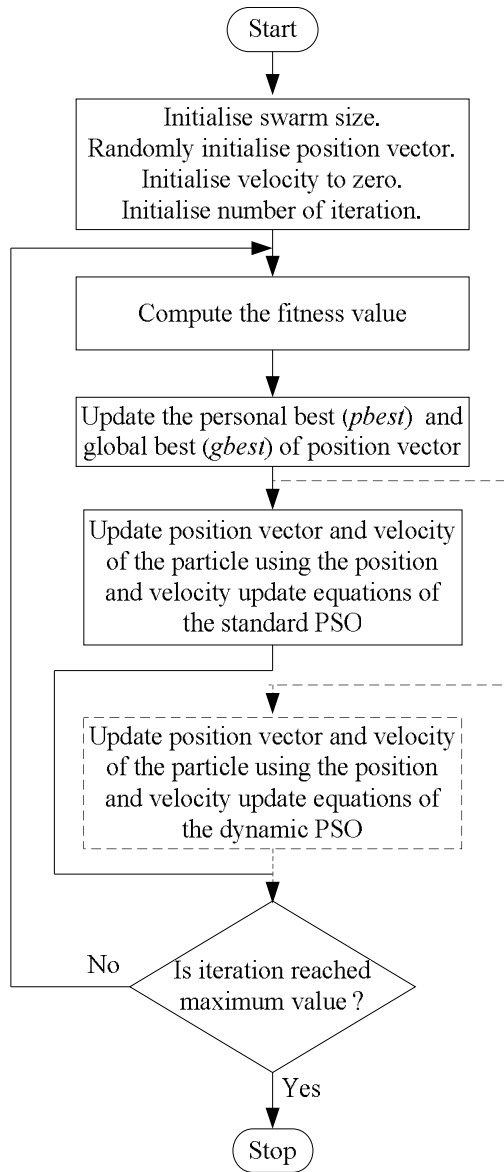 Start
Initialise swarm size.
Randomly initialise position vector.
Initialise velocity to zero.
Initialise number of iteration.
Compute the fitness value
Update the personal best (pbest) and
global best (gbest) of position vector
Update position vector and velocity
of the particle using the position
and velocity update equations of
the standard PSO
Update position vector and velocity
of the particle using the position
and velocity update equations of
the dynamic PSO
No
Is iteration reached
maximum value ?
Yes
Stop